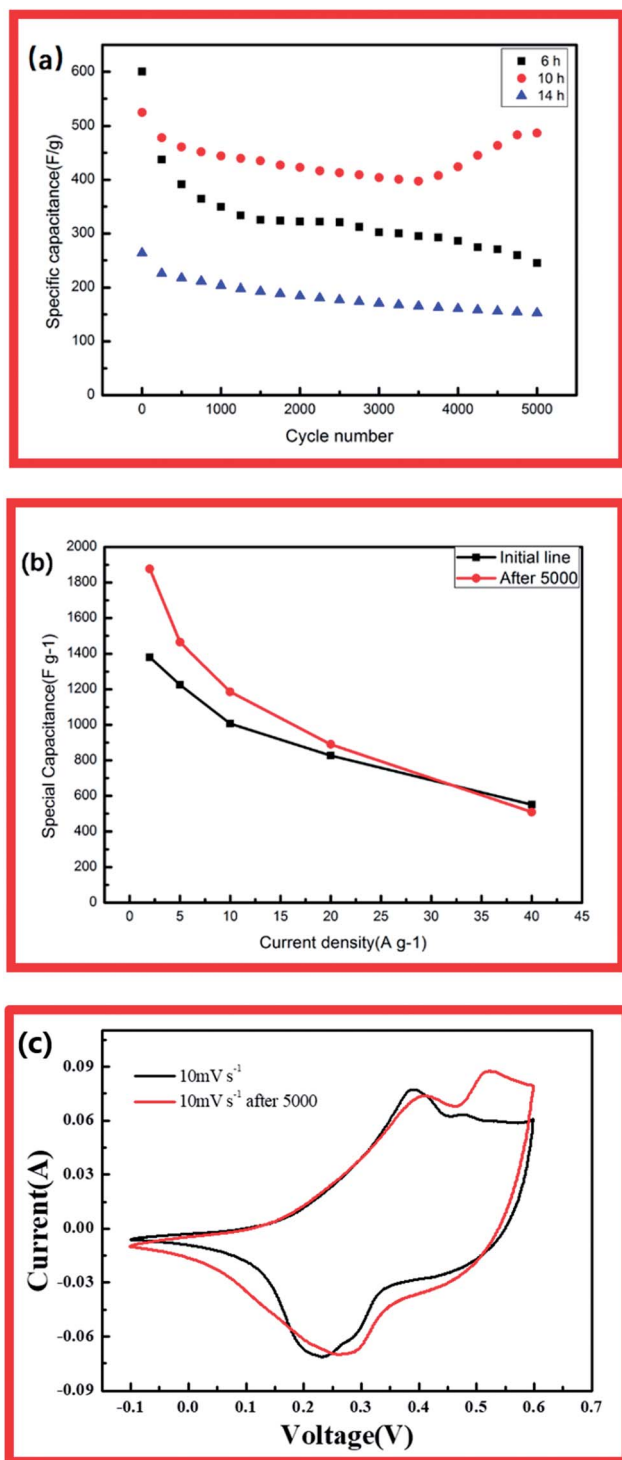 (a)
6 h
10 h
14 h
Specific capacitance(F/g)
600
500
400
300
200
100
0
0 1000 2000 3000 4000 5000
Cycle number
(b)
Initial line
After 5000
Special Capacitance(F g-1)
2000
1800
1600
1400
1200
1000
800
600
400
200
0
0 5 10 15 20 25 30 35 40 45
Current density(A g-1)
(c)
10mV s⁻¹
10mV s⁻¹ after 5000
Current(A)
0.09
0.06
0.03
0.00
-0.03
-0.06
-0.09
-0.1 0.0 0.1 0.2 0.3 0.4 0.5 0.6 0.7
Voltage(V)